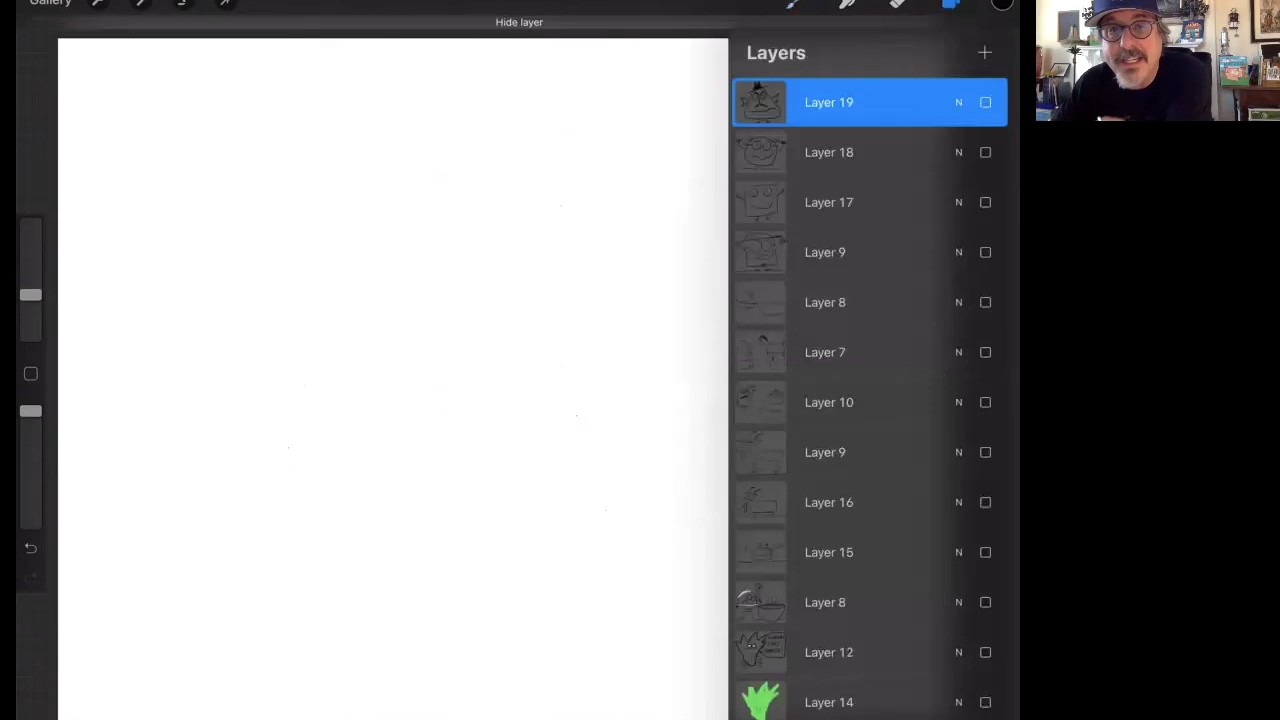 Gallery
Hide layer
Layers
Layer 19 N
Layer 18 N
Layer 17 N
Layer 9 N
Layer 8 N
Layer 7 N
Layer 10 N
Layer 9 N
Layer 16 N
Layer 15 N
Layer 8 N
Layer 12 N
Layer 14 N